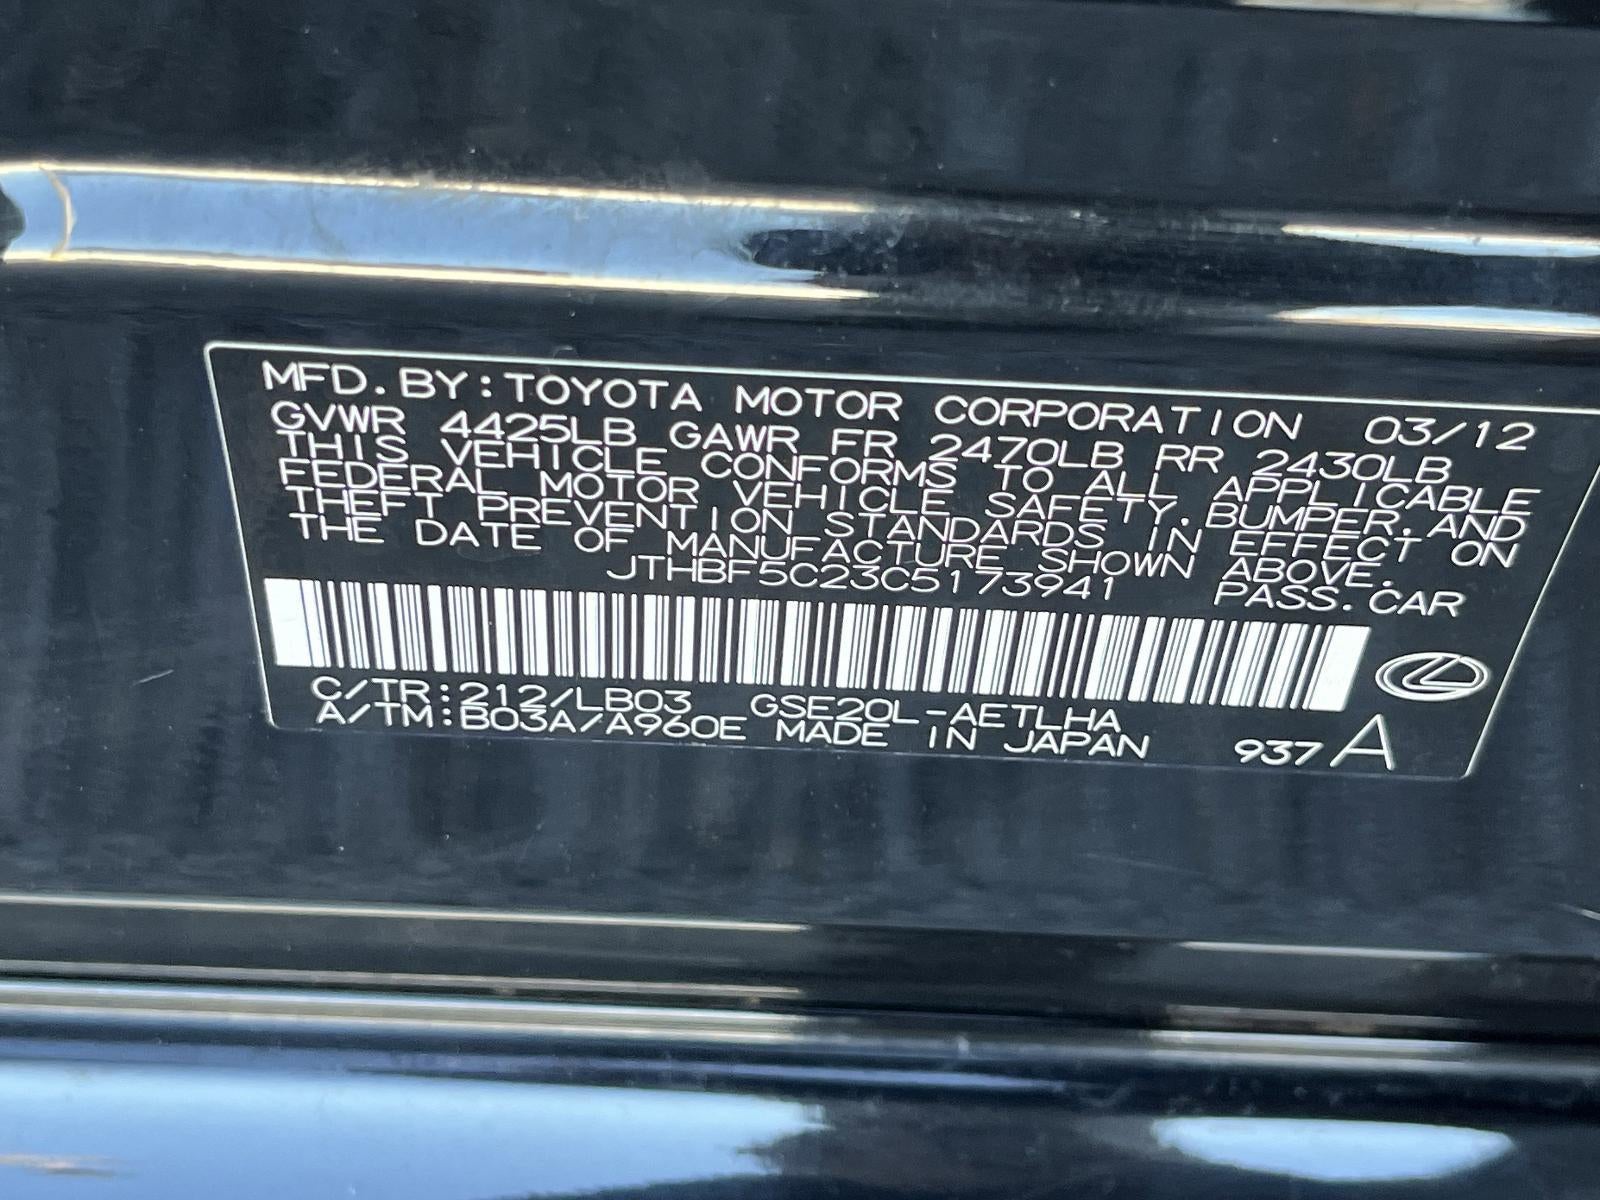 MFD.BY:TOYOTA MOTOR CORPORATION 03/12
GVWR 4425LB GAWR FR 2470LB RR 2430LB
THIS VEHICLE CONFORMS TO ALL APPLICABLE
FEDERAL MOTOR VEHICLE SAFETY, BUMPER, AND
THEFT PREVENTION STANDARDS IN EFFECT ON
THE DATE OF MANUFACTURE SHOWN ABOVE.
JTHBF5C23C5173941 PASS.CAR
C/TR:212/LB03 GSE20L-AETLHA
A/TM:B03A/A960E MADE IN JAPAN 937 A